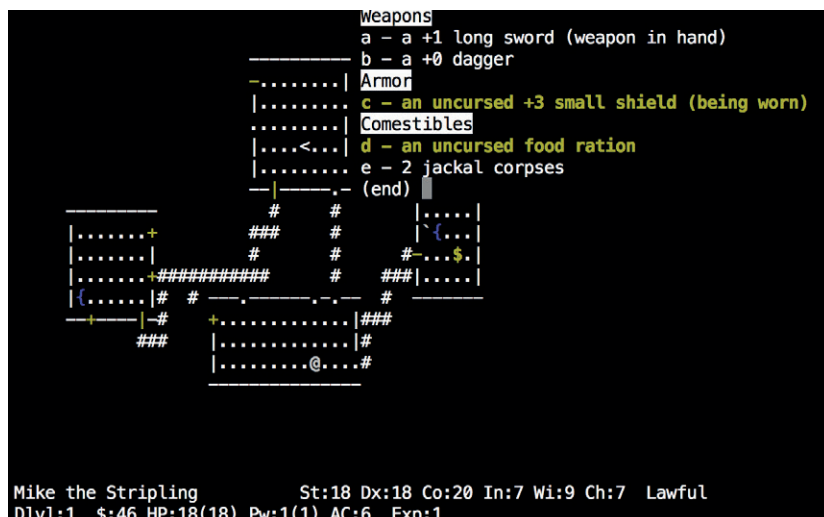 Weapons
a - a +1 long sword (weapon in hand)
b - a +0 dagger
Armor
c - an uncursed +3 small shield (being worn)
Comestibles
d - an uncursed food ration
e - 2 jackal corpses
(end)
Mike the Stripling St:18 Dx:18 Co:20 In:7 Wi:9 Ch:7 Lawful
Dlvl:1 $:46 HP:18(18) Pw:1(1) AC:6 Exp:1